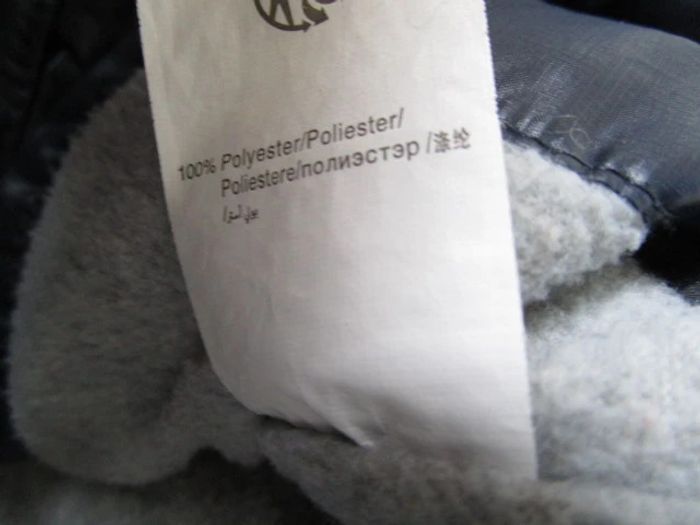 100% Polyester/Poliester/
Poliestere/полиэстэр /涤纶